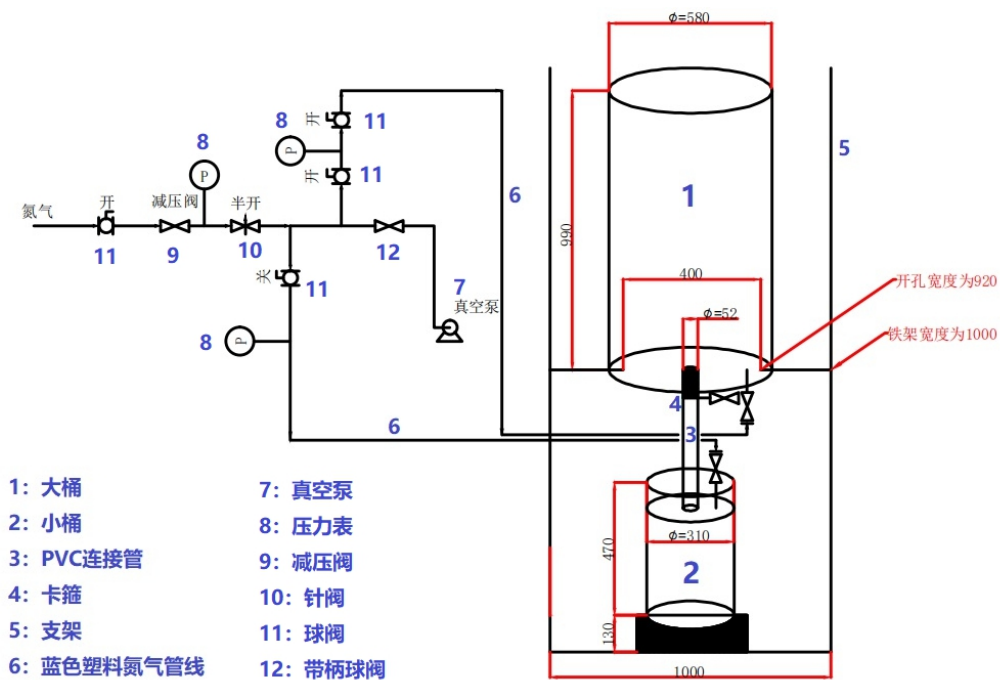 ϕ=580
开
11
8
P
开
11
8
P
减压阀
半开
氮气
开
11
9
10
12
关
11
7
真空泵
8
P
6
6
1
5
990
400
ϕ=52
开孔宽度为920
铁架宽度为1000
4
3
470
ϕ=310
2
130
1000
1: 大桶
2: 小桶
3: PVC连接管
4: 卡箍
5: 支架
6: 蓝色塑料氮气管线
7: 真空泵
8: 压力表
9: 减压阀
10: 针阀
11: 球阀
12: 带柄球阀